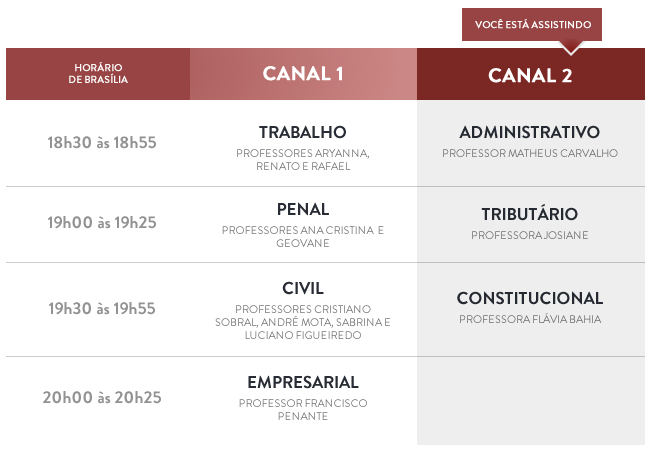 VOCÊ ESTÁ ASSISTINDO
HORÁRIO
DE BRASÍLIA
CANAL 1
CANAL 2
18h30 às 18h55
TRABALHO
PROFESSORES ARYANNA,
RENATO E RAFAEL
ADMINISTRATIVO
PROFESSOR MATHEUS CARVALHO
19h00 às 19h25
PENAL
PROFESSORES ANA CRISTINA E
GEOVANE
TRIBUTÁRIO
PROFESSORA JOSIANE
19h30 às 19h55
CIVIL
PROFESSORES CRISTIANO
SOBRAL, ANDRÉ MOTA, SABRINA E
LUCIANO FIGUEIREDO
CONSTITUCIONAL
PROFESSORA FLÁVIA BAHIA
20h00 às 20h25
EMPRESARIAL
PROFESSOR FRANCISCO
PENANTE